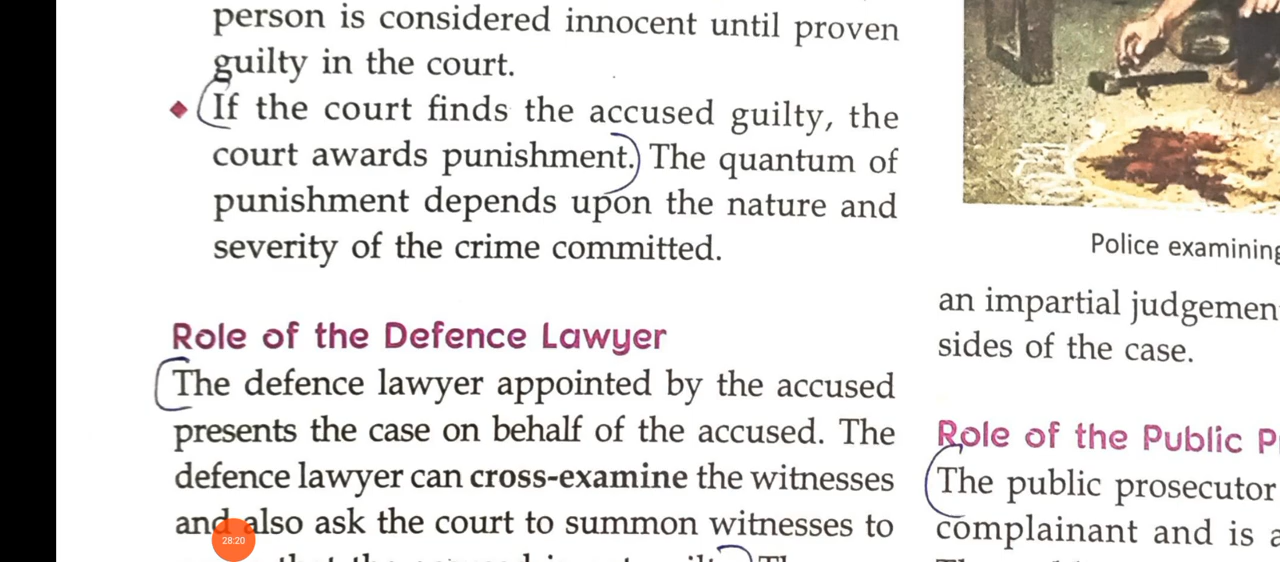 person is considered innocent until proven
guilty in the court.
If the court finds the accused guilty, the
court awards punishment. The quantum of
punishment depends upon the nature and
severity of the crime committed.
Role of the Defence Lawyer
The defence lawyer appointed by the accused
presents the case on behalf of the accused. The
defence lawyer can cross-examine the witnesses
and also ask the court to summon witnesses to
28:20
Police examining
an impartial judgemen
sides of the case.
Role of the Public P
The public prosecutor
complainant and is a